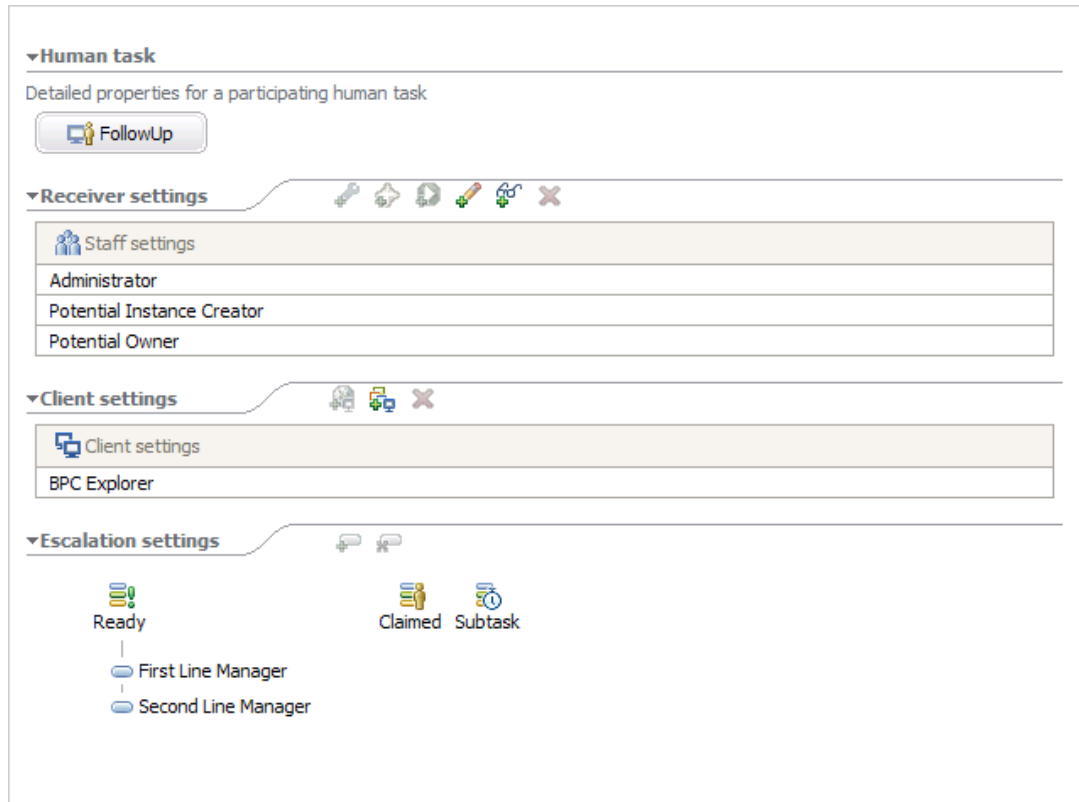 Human task
Detailed properties for a participating human task
FollowUp
Receiver settings
Staff settings
Administrator
Potential Instance Creator
Potential Owner
Client settings
Client settings
BPC Explorer
Escalation settings
Ready Claimed Subtask
First Line Manager
Second Line Manager